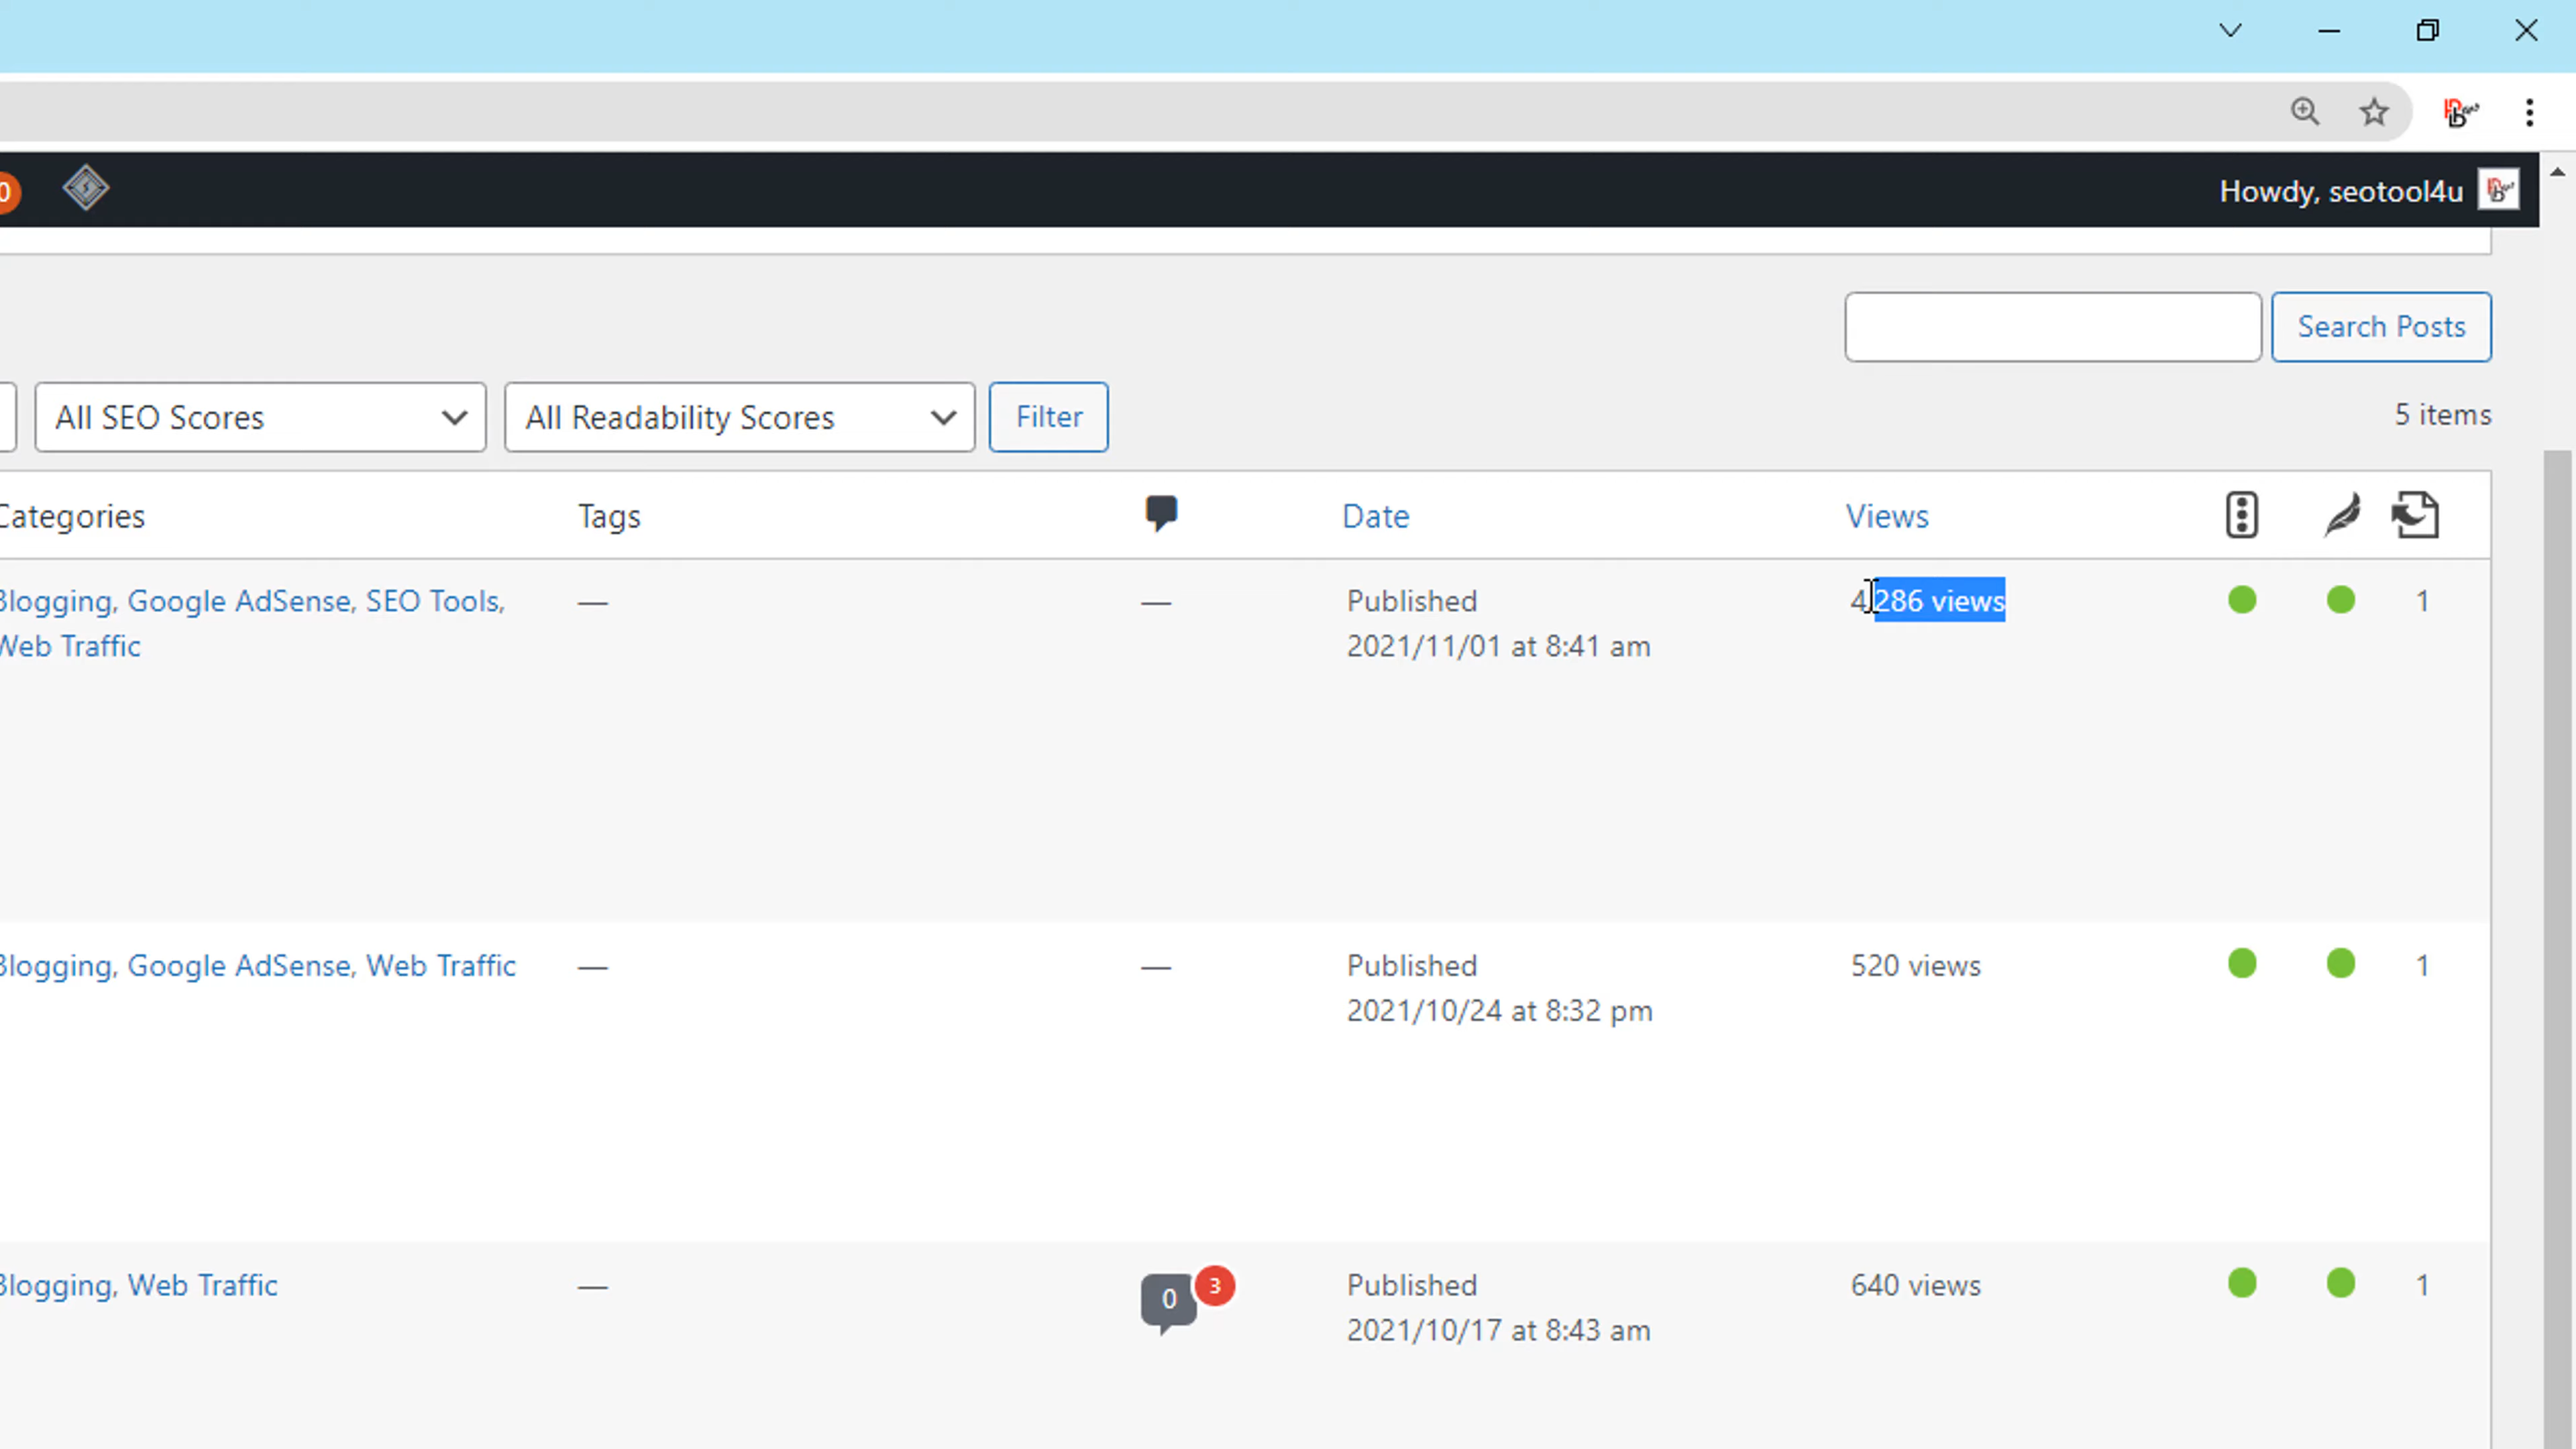 0
Howdy, seotool4u
Search Posts
All SEO Scores
All Readability Scores
Filter
5 items
Categories
Tags
Date
Views
Blogging, Google AdSense, SEO Tools,
Web Traffic
—
—
Published
2021/11/01 at 8:41 am
4,286 views
1
Blogging, Google AdSense, Web Traffic
—
—
Published
2021/10/24 at 8:32 pm
520 views
1
Blogging, Web Traffic
—
0
3
Published
2021/10/17 at 8:43 am
640 views
1